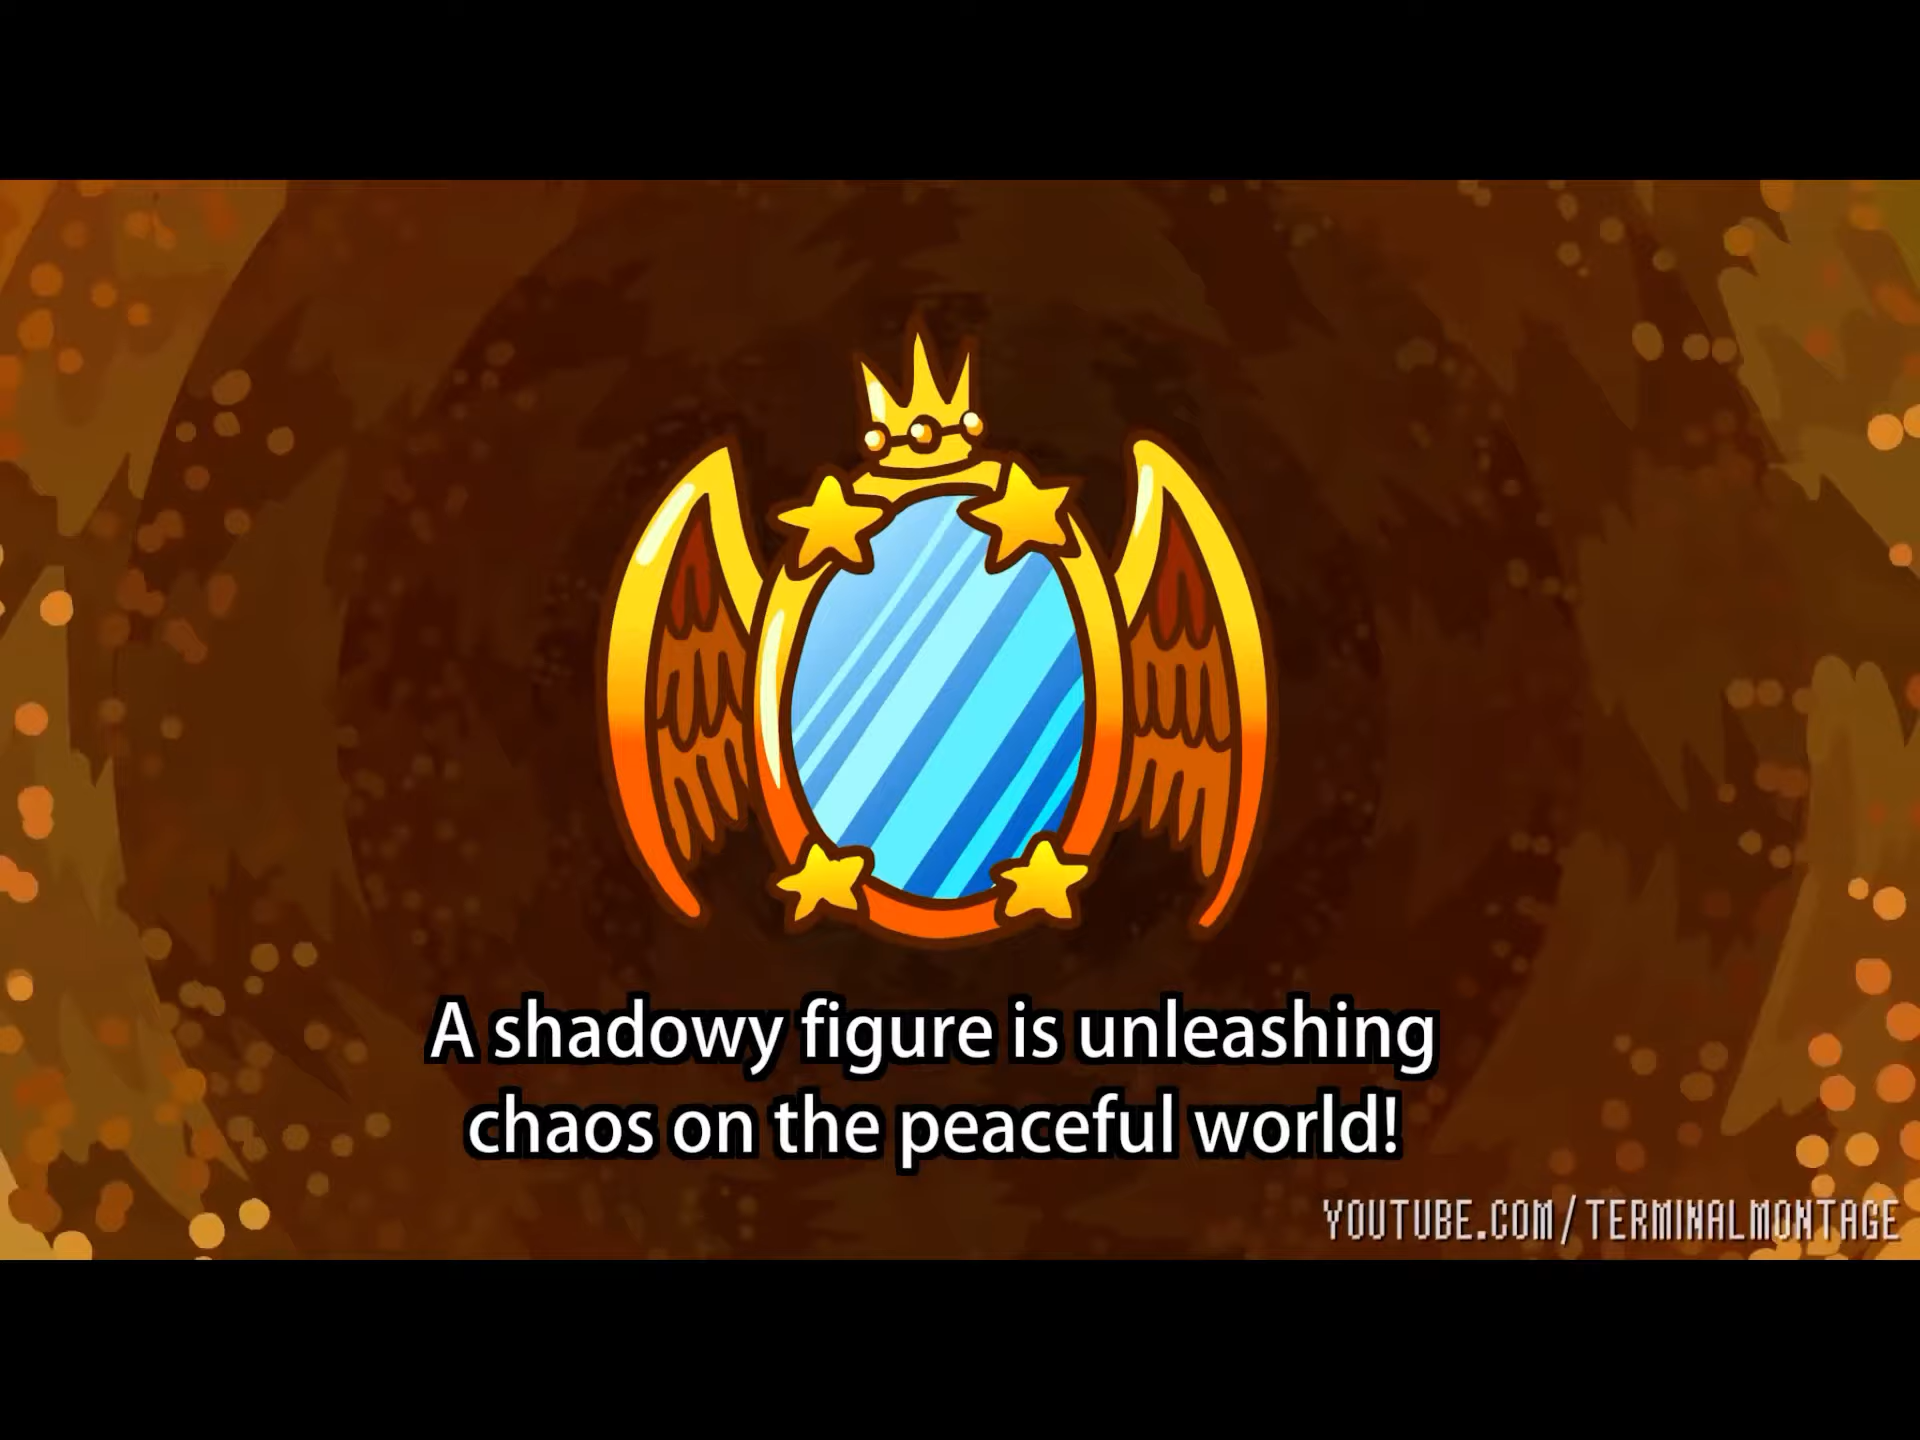 A shadowy figure is unleashing
chaos on the peaceful world!
YOUTUBE.COM/TERMINALMONTAGE